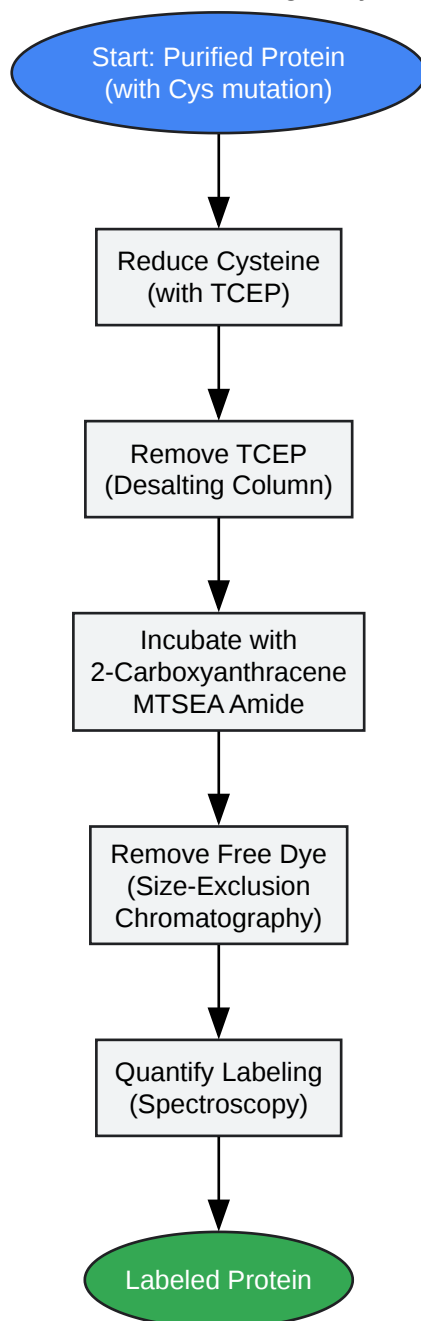 Start: Purified Protein
(with Cys mutation)
Reduce Cysteine
(with TCEP)
Remove TCEP
(Desalting Column)
Incubate with
2-Carboxyanthracene
MTSEA Amide
Remove Free Dye
(Size-Exclusion
Chromatography)
Quantify Labeling
(Spectroscopy)
Labeled Protein